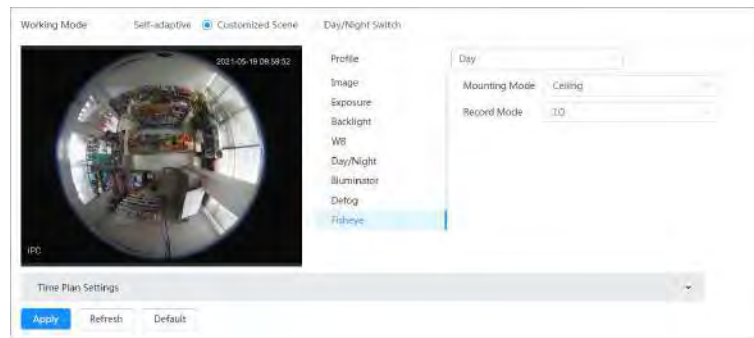 Working Mode Self-adaptive Customized Scene Day/Night Switch
2021-05-19 08:59:52
IPC
Profile Day
Image
Exposure
Backlight
WB
Day/Night
Illuminator
Defog
Fisheye
Mounting Mode Ceiling
Record Mode 1O
Time Plan Settings
Apply Refresh Default